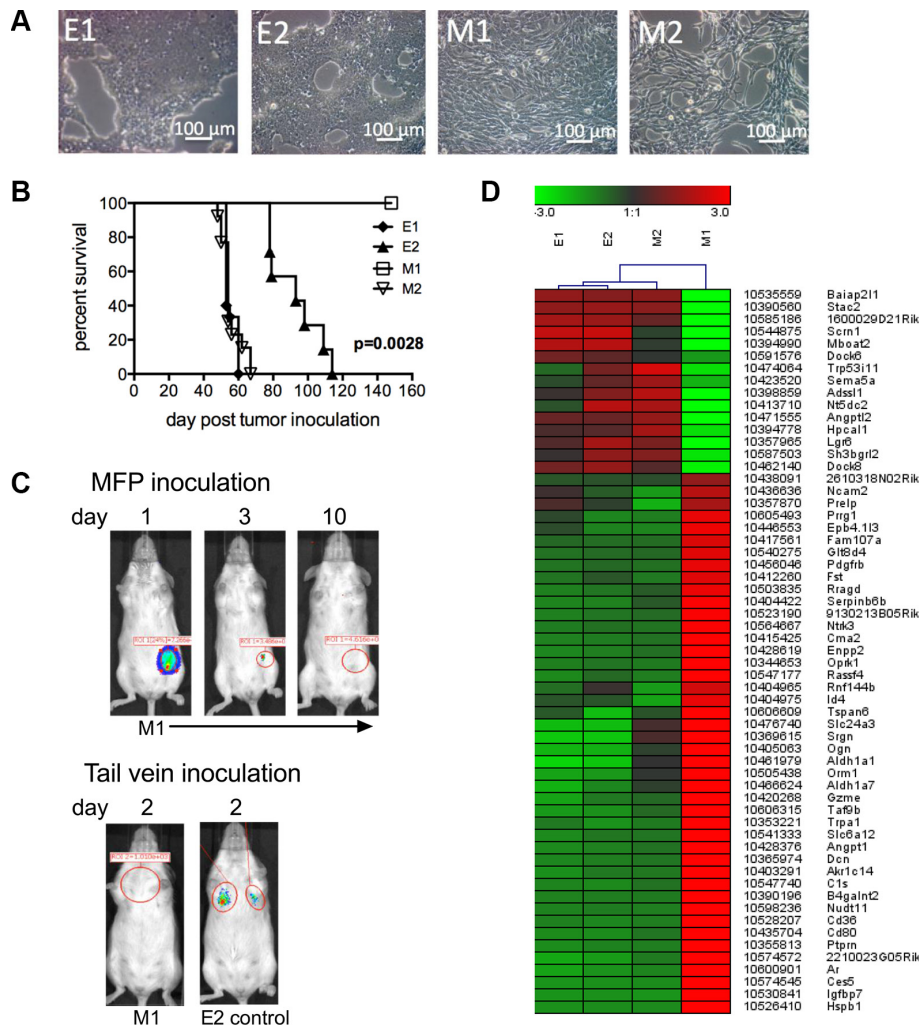 A
E1
E2
M1
M2
100 µm
100 µm
100 µm
100 µm
B
percent survival
100
80
60
40
20
0
0 20 40 60 80 100 120 140 160
day post tumor inoculation
E1
E2
M1
M2
p=0.0028
C
MFP inoculation
day 1 3 10
M1
Tail vein inoculation
day 2 2
M1 E2 control
D
-3.0 1:1 3.0
E1 E2 M2 M1
10535559 Baiap2l1
10390560 Stac2
10585186 1600029D21Rik
10544875 Scrn1
10394990 Mboat2
10591576 Dock6
10474064 Trp53i11
10423520 Sema5a
10398859 Adssl1
10413710 Nt5dc2
10471555 Angptl2
10394778 Hpcal1
10357965 Lgr6
10587503 Sh3bgrl2
10462140 Dock8
10438091 2610318N02Rik
10436636 Ncam2
10357870 Prelp
10605493 Prrg1
10446553 Epb4.1l3
10417561 Fam107a
10540275 Glt8d4
10456046 Pdgfrb
10412260 Fst
10503835 Rragd
10404422 Serpinb6b
10523190 9130213B05Rik
10564667 Ntrk3
10415425 Cma2
10428619 Enpp2
10344653 Oprk1
10547177 Rassf4
10404965 Rnf144b
10404975 Id4
10606609 Tspan6
10476740 Slc24a3
10369615 Srgn
10405063 Ogn
10461979 Aldh1a1
10505438 Orm1
10466624 Aldh1a7
10420268 Gzme
10606315 Taf9b
10353221 Trpa1
10541333 Slc6a12
10428376 Angpt1
10365974 Dcn
10403291 Akr1c14
10547740 C1s
10390196 B4galnt2
10598236 Nudt11
10528207 Cd36
10435704 Cd80
10355813 Ptprn
10574572 2210023G05Rik
10600901 Ar
10574545 Ces5
10530841 Igfbp7
10526410 Hspb1